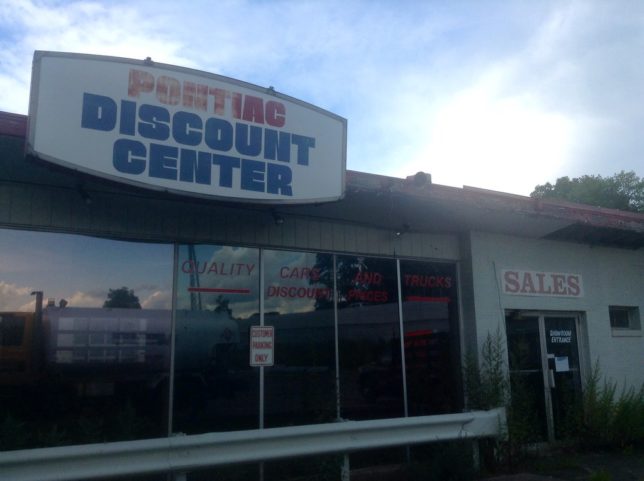 PONTIAC
DISCOUNT
CENTER
QUALITY CARS AND TRUCKS
DISCOUNT PRICES
CUSTOMER
PARKING
ONLY
SALES
SHOWROOM
ENTRANCE